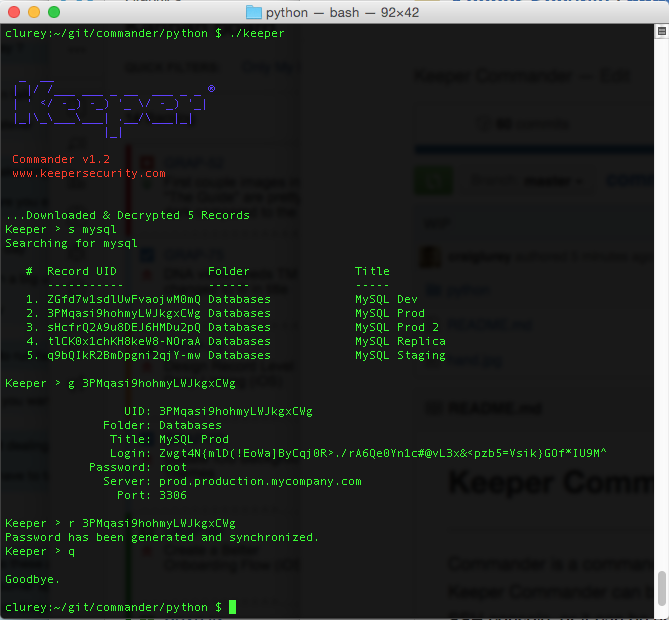 python — bash — 92×42
clurey:~/git/commander/python $ ./keeper
Keeper ®
Commander v1.2
www.keepersecurity.com
...Downloaded & Decrypted 5 Records
Keeper > s mysql
Searching for mysql
# Record UID Folder Title
--- ----------- ------ -----
1. ZGfd7w1sdlUwFvaojwM0mQ Databases MySQL Dev
2. 3PMqasi9hohmyLWJkgxCWg Databases MySQL Prod
3. sHcfrQ2A9u8DEJ6HMDu2pQ Databases MySQL Prod 2
4. tlCK0x1chKH8keW8-NOraA Databases MySQL Replica
5. q9bQIkR2BmDpgni2qjY-mw Databases MySQL Staging
Keeper > g 3PMqasi9hohmyLWJkgxCWg
UID: 3PMqasi9hohmyLWJkgxCWg
Folder: Databases
Title: MySQL Prod
Login: Zwgt4N{mlD(!EoWa]ByCqj0R>./rA6Qe0Yn1c#@vL3x&<pzb5=Vsik}GOf*IU9M^
Password: root
Server: prod.production.mycompany.com
Port: 3306
Keeper > r 3PMqasi9hohmyLWJkgxCWg
Password has been generated and synchronized.
Keeper > q
Goodbye.
clurey:~/git/commander/python $